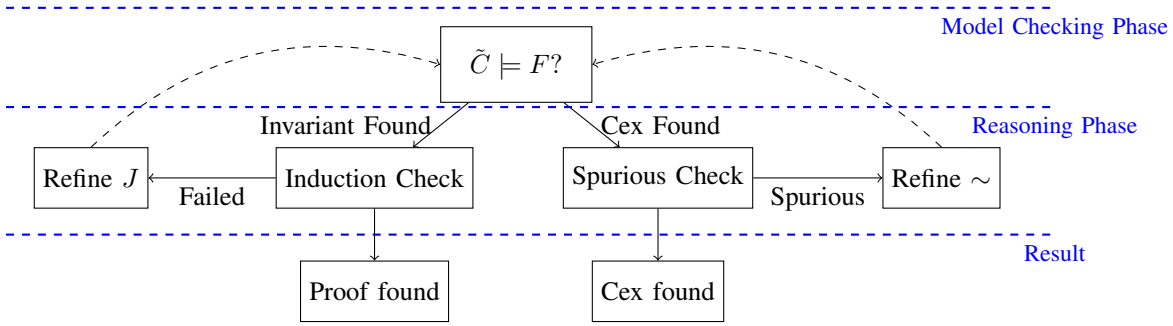 Model Checking Phase
C̃ ⊨ F?
Invariant Found
Cex Found
Reasoning Phase
Refine J
Failed
Induction Check
Spurious Check
Spurious
Refine ∼
Result
Proof found
Cex found